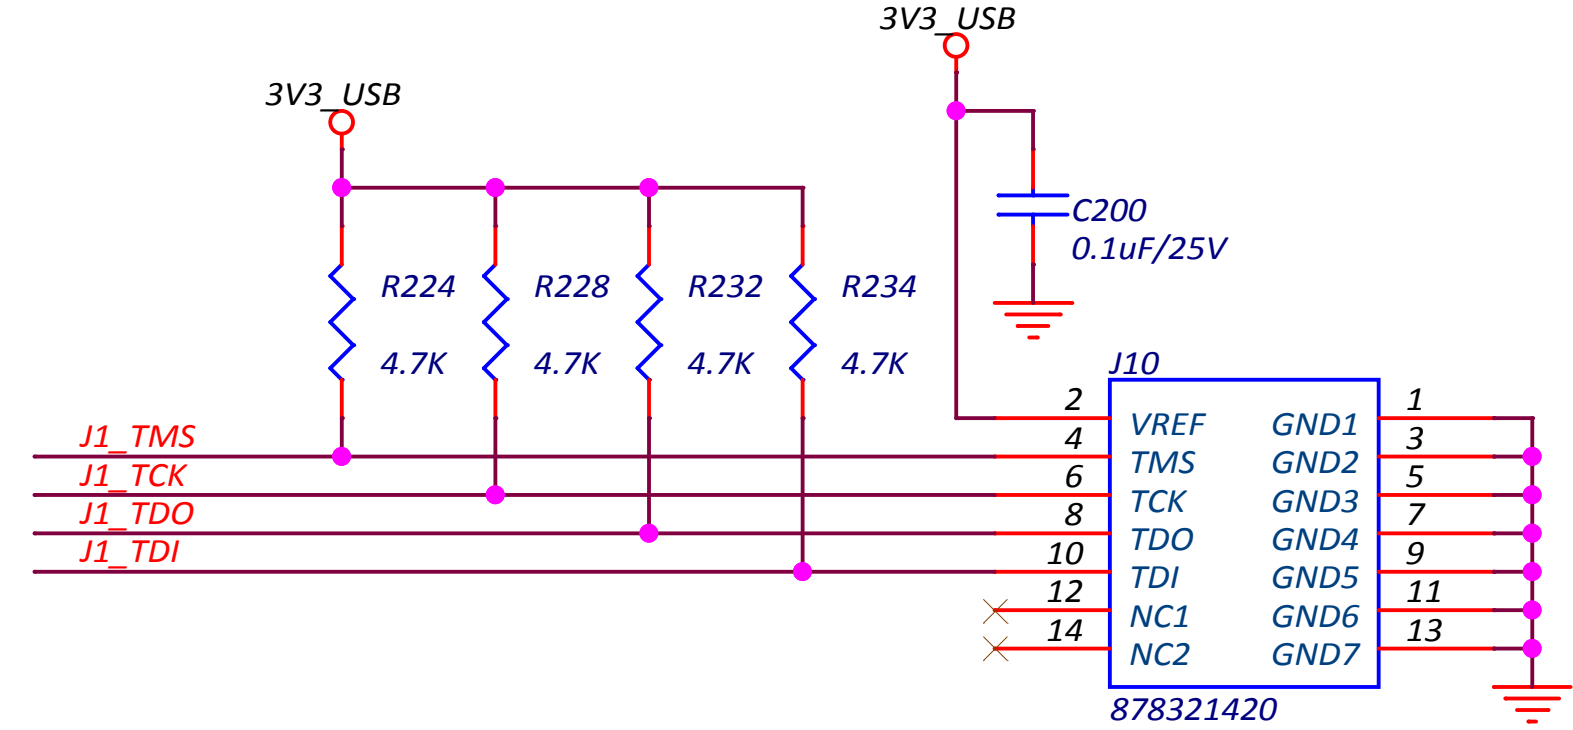 3V3_USB
3V3_USB
C200
0.1uF/25V
R224
R228
R232
R234
4.7K
4.7K
4.7K
4.7K
J10
J1_TMS
J1_TCK
J1_TDO
J1_TDI
2 VREF GND1 1
4 TMS GND2 3
6 TCK GND3 5
8 TDO GND4 7
10 TDI GND5 9
12 NC1 GND6 11
14 NC2 GND7 13
878321420